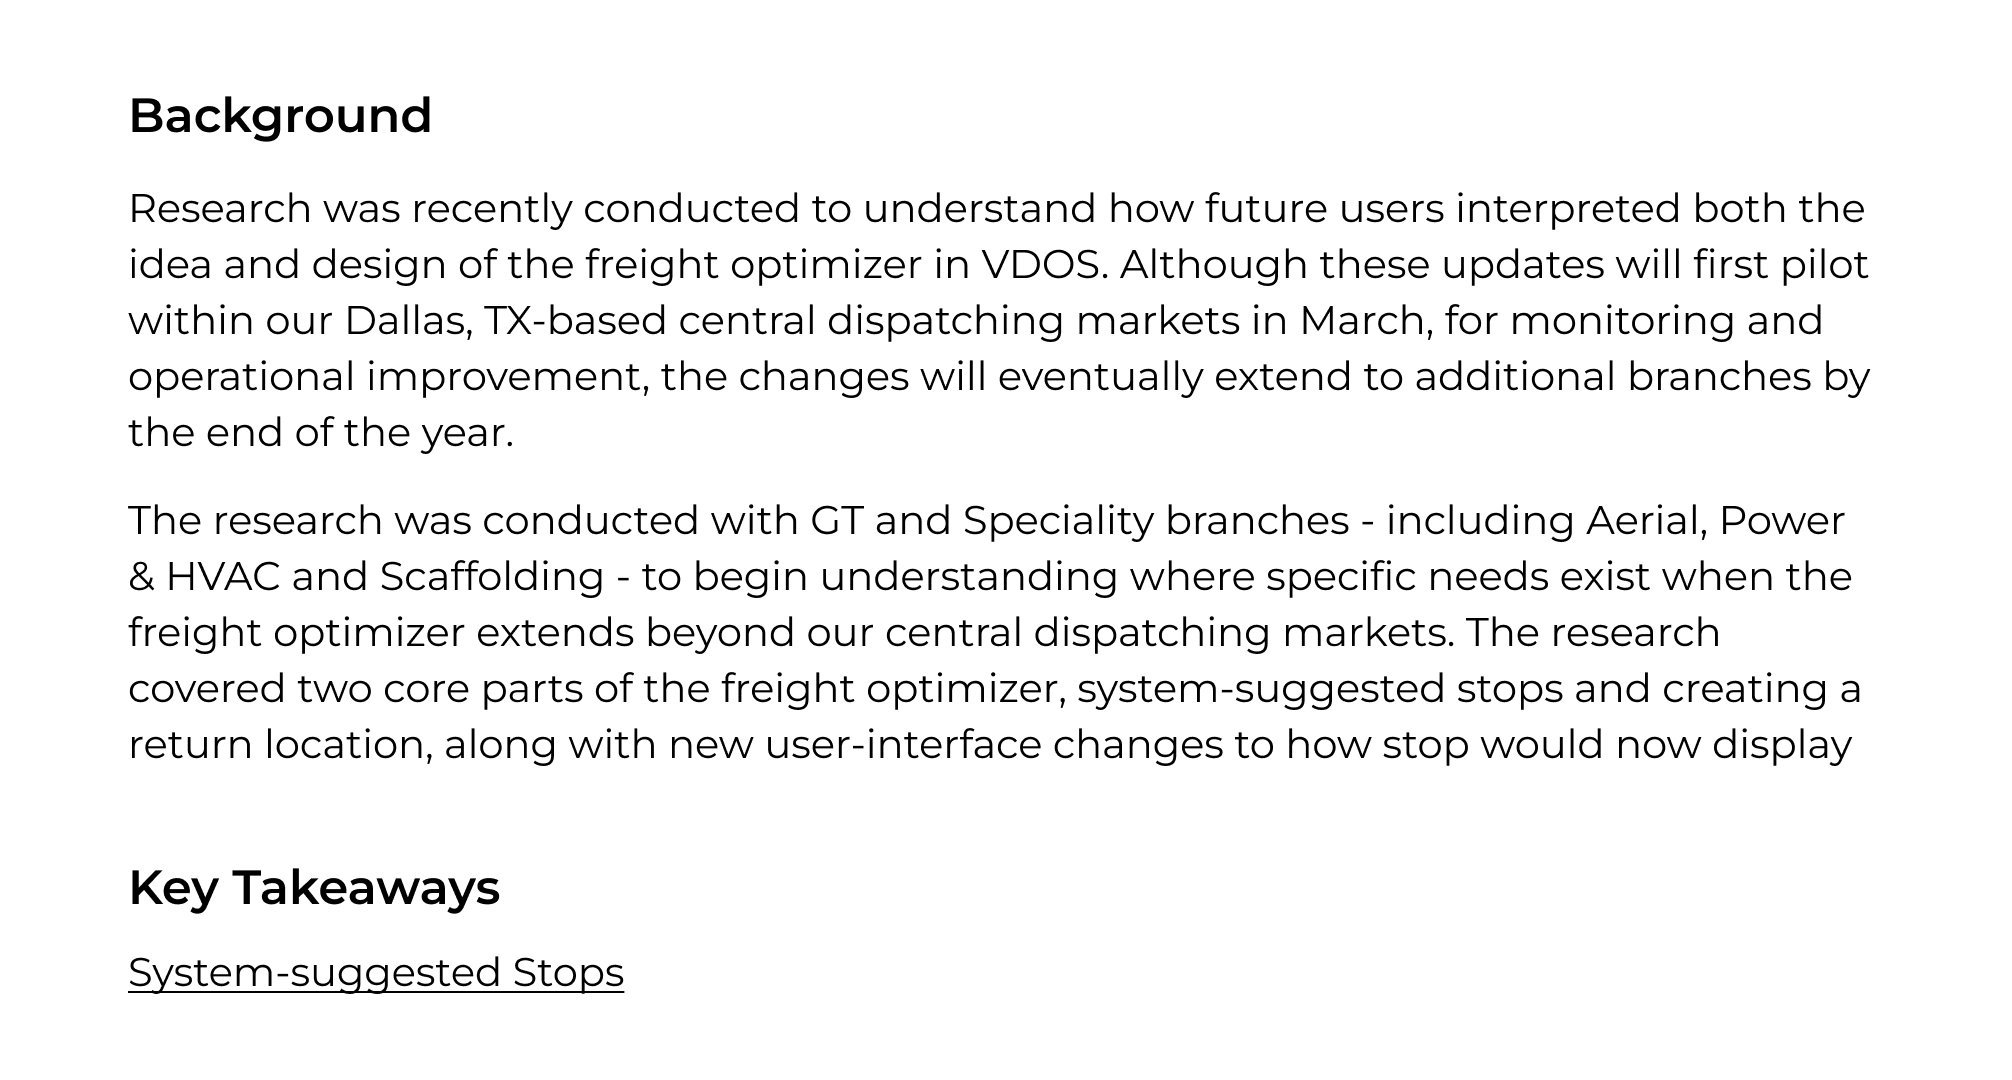 Background
Research was recently conducted to understand how future users interpreted both the
idea and design of the freight optimizer in VDOS. Although these updates will first pilot
within our Dallas, TX-based central dispatching markets in March, for monitoring and
operational improvement, the changes will eventually extend to additional branches by
the end of the year.
The research was conducted with GT and Speciality branches - including Aerial, Power
& HVAC and Scaffolding - to begin understanding where specific needs exist when the
freight optimizer extends beyond our central dispatching markets. The research
covered two core parts of the freight optimizer, system-suggested stops and creating a
return location, along with new user-interface changes to how stop would now display
Key Takeaways
System-suggested Stops